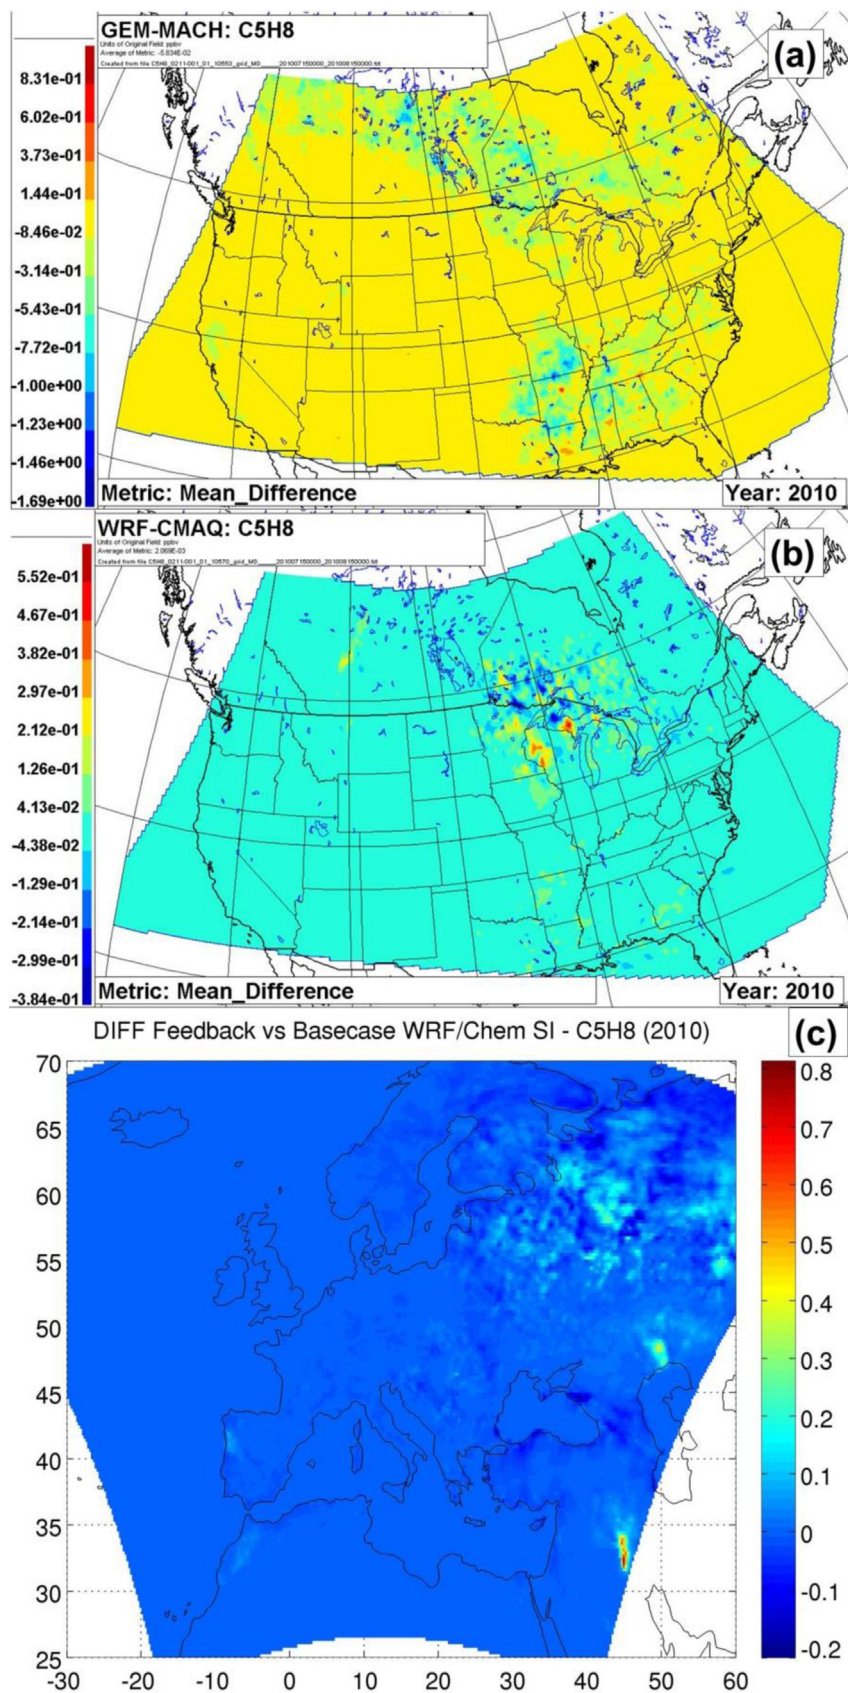 GEM-MACH: C5H8
Units of Original Field: ppbv
Average of Metric: -5.834E-02
(a)
8.31e-01
6.02e-01
3.73e-01
1.44e-01
-8.46e-02
-3.14e-01
-5.43e-01
-7.72e-01
-1.00e+00
-1.23e+00
-1.46e+00
-1.69e+00
Metric: Mean_Difference
Year: 2010
WRF-CMAQ: C5H8
Units of Original Field: ppbv
Average of Metric: 2.069E-03
(b)
5.52e-01
4.67e-01
3.82e-01
2.97e-01
2.12e-01
1.26e-01
4.13e-02
-4.38e-02
-1.29e-01
-2.14e-01
-2.99e-01
-3.84e-01
Metric: Mean_Difference
Year: 2010
DIFF Feedback vs Basecase WRF/Chem SI - C5H8 (2010)
(c)
70
65
60
55
50
45
40
35
30
25
-30
-20
-10
0
10
20
30
40
50
60
0.8
0.7
0.6
0.5
0.4
0.3
0.2
0.1
0
-0.1
-0.2